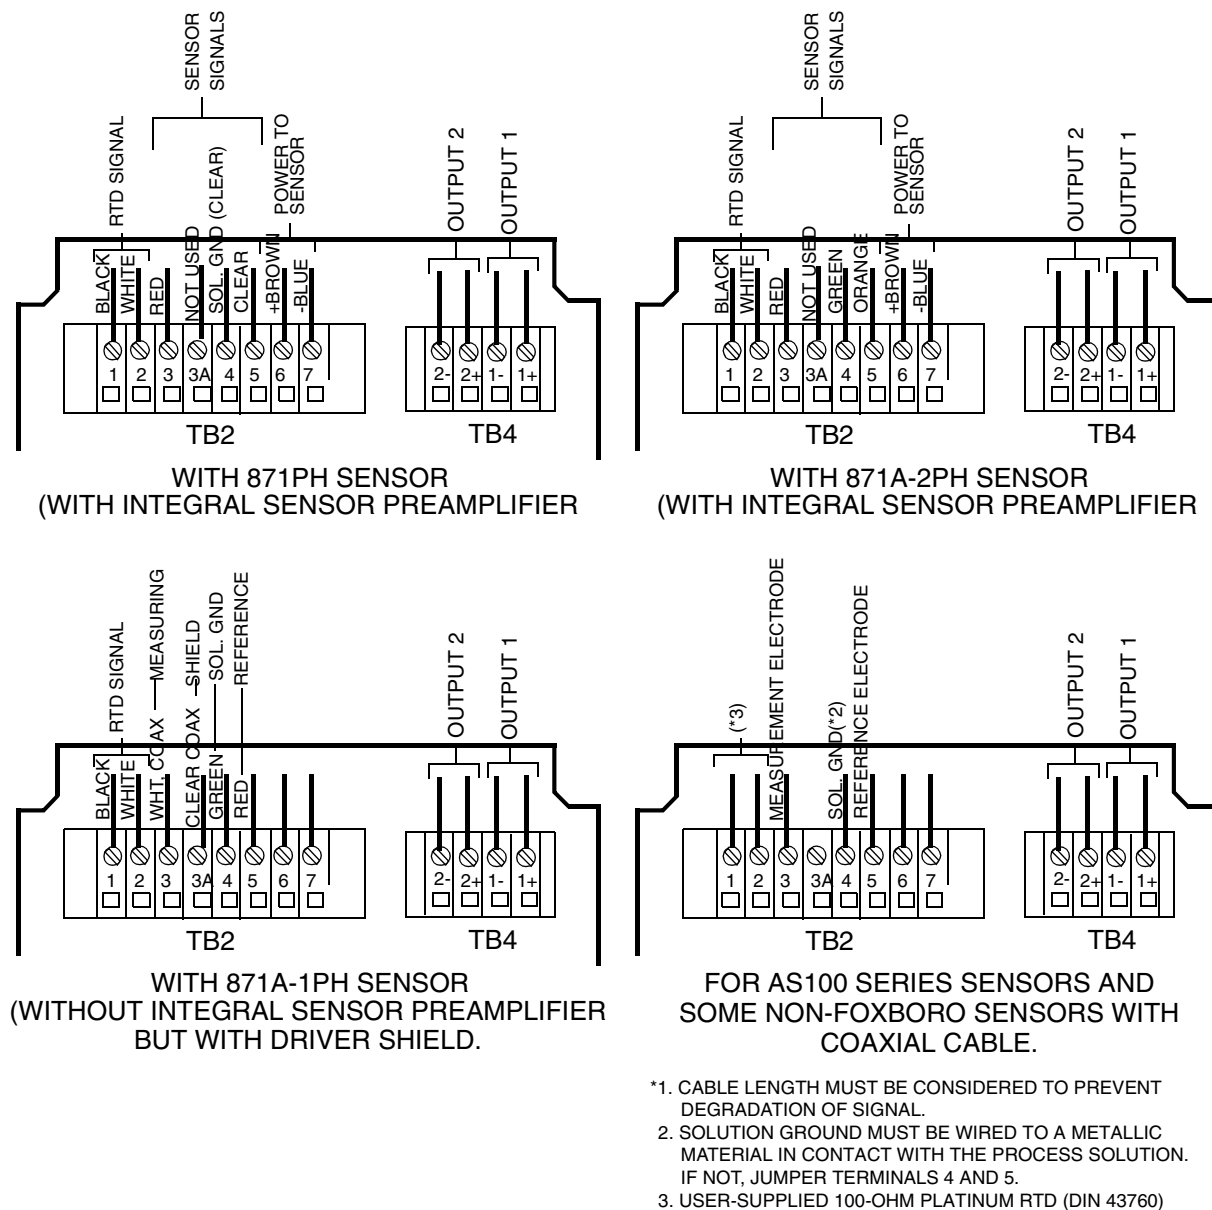 SENSOR
SIGNALS
RTD SIGNAL
POWER TO
SENSOR
OUTPUT 2
OUTPUT 1
BLACK
WHITE
RED
NOT USED
SOL. GND (CLEAR)
CLEAR
+BROWN
-BLUE
1 2 3 3A 4 5 6 7
2- 2+ 1- 1+
TB2
TB4
WITH 871PH SENSOR
(WITH INTEGRAL SENSOR PREAMPLIFIER
SENSOR
SIGNALS
RTD SIGNAL
POWER TO
SENSOR
OUTPUT 2
OUTPUT 1
BLACK
WHITE
RED
NOT USED
GREEN
ORANGE
+BROWN
-BLUE
1 2 3 3A 4 5 6 7
2- 2+ 1- 1+
TB2
TB4
WITH 871A-2PH SENSOR
(WITH INTEGRAL SENSOR PREAMPLIFIER
RTD SIGNAL
MEASURING
SHIELD
SOL. GND
REFERENCE
OUTPUT 2
OUTPUT 1
BLACK
WHITE
WHT. COAX
CLEAR COAX
GREEN
RED
1 2 3 3A 4 5 6 7
2- 2+ 1- 1+
TB2
TB4
WITH 871A-1PH SENSOR
(WITHOUT INTEGRAL SENSOR PREAMPLIFIER
BUT WITH DRIVER SHIELD.
(*3)
MEASUREMENT ELECTRODE
SOL. GND(*2)
REFERENCE ELECTRODE
OUTPUT 2
OUTPUT 1
1 2 3 3A 4 5 6 7
2- 2+ 1- 1+
TB2
TB4
FOR AS100 SERIES SENSORS AND
SOME NON-FOXBORO SENSORS WITH
COAXIAL CABLE.
*1. CABLE LENGTH MUST BE CONSIDERED TO PREVENT
DEGRADATION OF SIGNAL.
2. SOLUTION GROUND MUST BE WIRED TO A METALLIC
MATERIAL IN CONTACT WITH THE PROCESS SOLUTION.
IF NOT, JUMPER TERMINALS 4 AND 5.
3. USER-SUPPLIED 100-OHM PLATINUM RTD (DIN 43760)